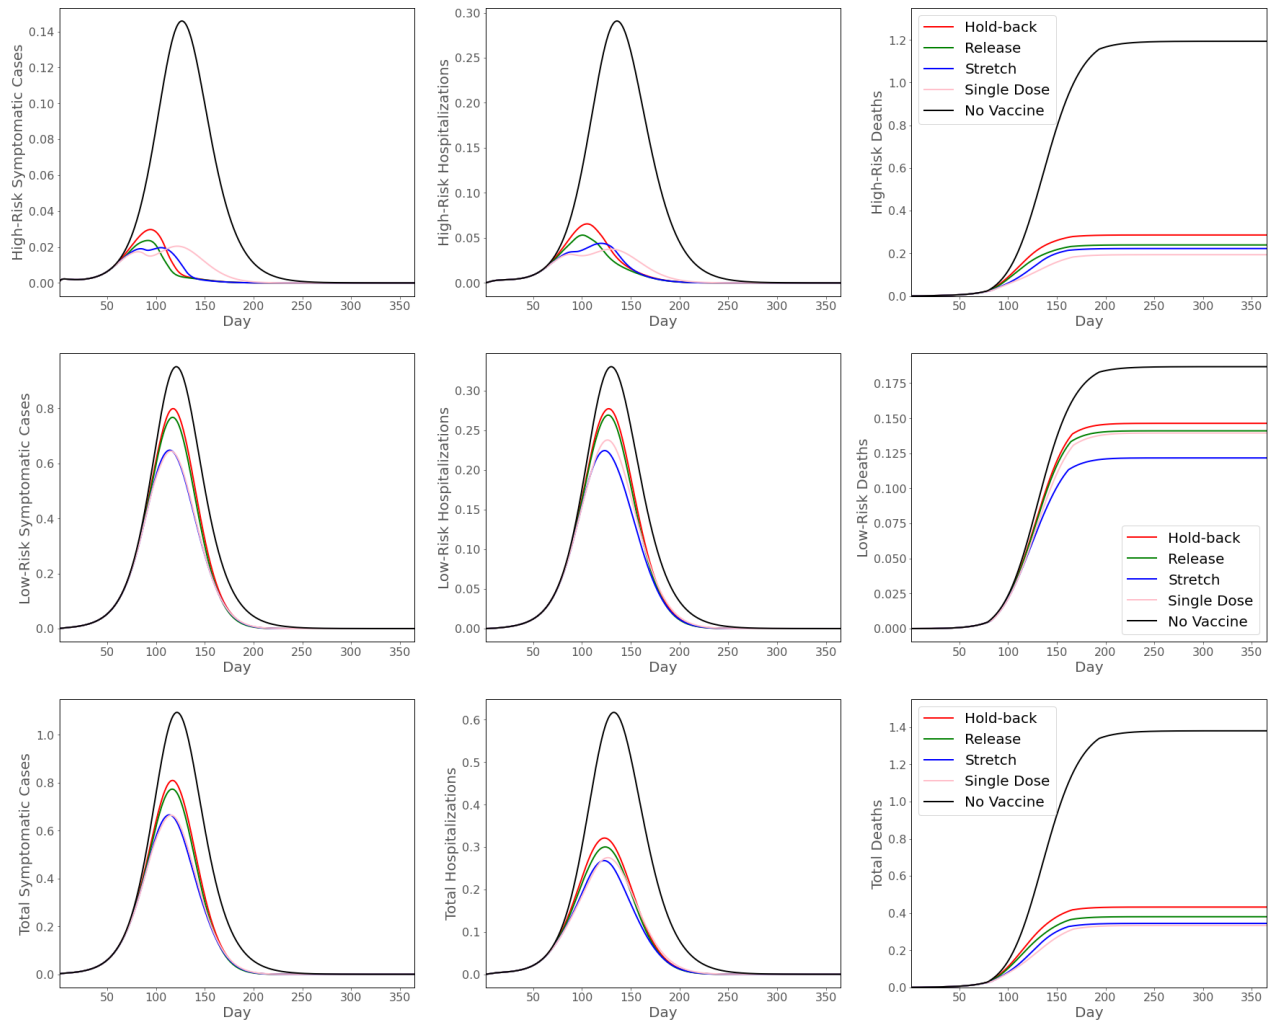 High-Risk Symptomatic Cases
0.14
0.12
0.10
0.08
0.06
0.04
0.02
0.00
50 100 150 200 250 300 350
Day
High-Risk Hospitalizations
0.30
0.25
0.20
0.15
0.10
0.05
0.00
50 100 150 200 250 300 350
Day
High-Risk Deaths
1.2
1.0
0.8
0.6
0.4
0.2
0.0
50 100 150 200 250 300 350
Day
Hold-back
Release
Stretch
Single Dose
No Vaccine
Low-Risk Symptomatic Cases
0.8
0.6
0.4
0.2
0.0
50 100 150 200 250 300 350
Day
Low-Risk Hospitalizations
0.30
0.25
0.20
0.15
0.10
0.05
0.00
50 100 150 200 250 300 350
Day
Low-Risk Deaths
0.175
0.150
0.125
0.100
0.075
0.050
0.025
0.000
50 100 150 200 250 300 350
Day
Hold-back
Release
Stretch
Single Dose
No Vaccine
Total Symptomatic Cases
1.0
0.8
0.6
0.4
0.2
0.0
50 100 150 200 250 300 350
Day
Total Hospitalizations
0.6
0.5
0.4
0.3
0.2
0.1
0.0
50 100 150 200 250 300 350
Day
Total Deaths
1.4
1.2
1.0
0.8
0.6
0.4
0.2
0.0
50 100 150 200 250 300 350
Day
Hold-back
Release
Stretch
Single Dose
No Vaccine